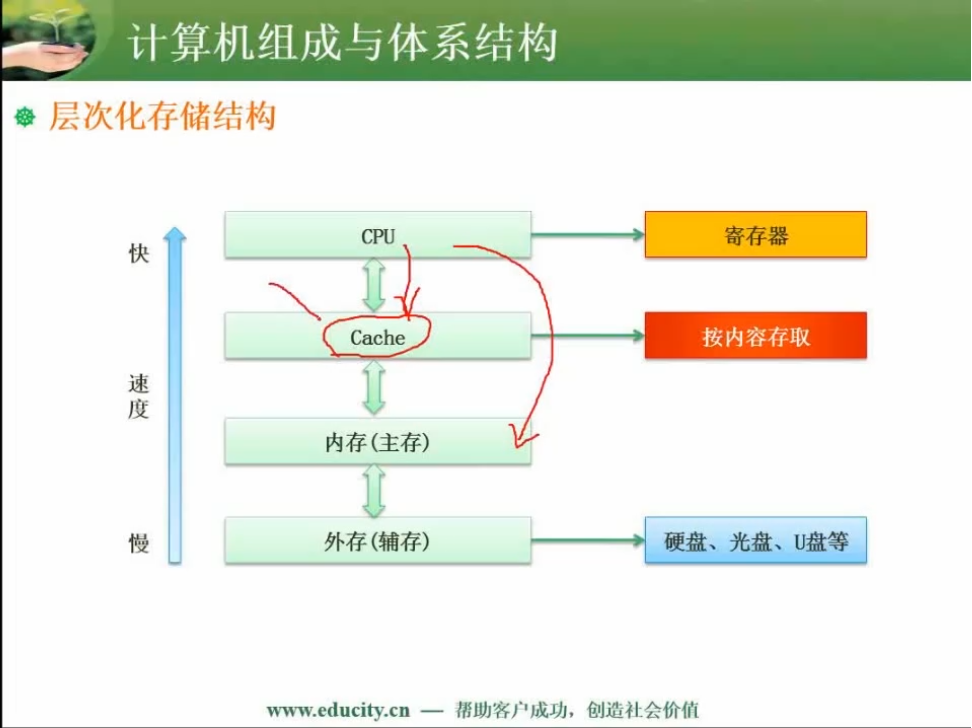 计算机组成与体系结构
层次化存储结构
快
CPU
寄存器
Cache
按内容存取
速度
内存(主存)
慢
外存(辅存)
硬盘、光盘、U盘等
www.educity.cn — 帮助客户成功，创造社会价值